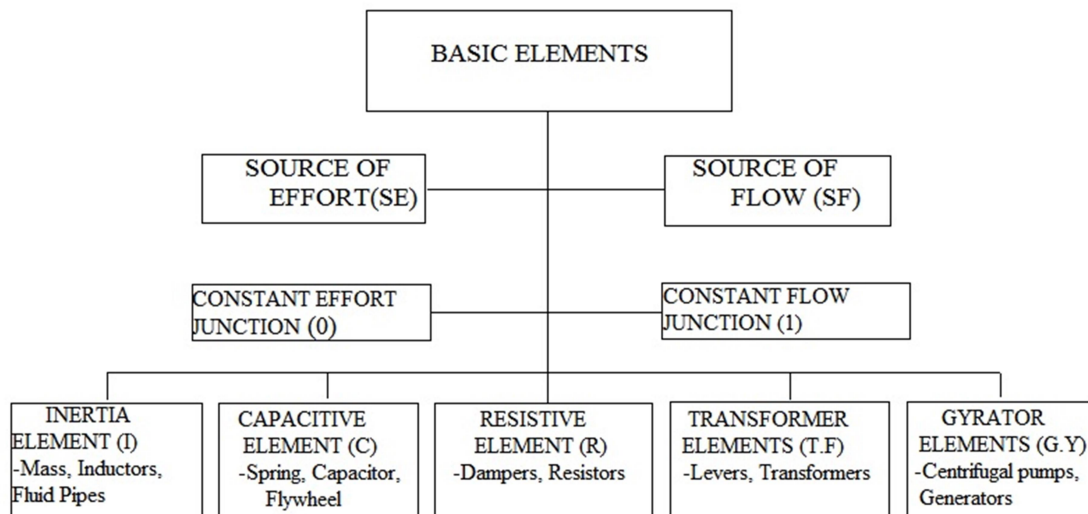 BASIC ELEMENTS
SOURCE OF
EFFORT(SE)
SOURCE OF
FLOW (SF)
CONSTANT EFFORT
JUNCTION (0)
CONSTANT FLOW
JUNCTION (1)
INERTIA
ELEMENT (I)
-Mass, Inductors,
Fluid Pipes
CAPACITIVE
ELEMENT (C)
-Spring, Capacitor,
Flywheel
RESISTIVE
ELEMENT (R)
-Dampers, Resistors
TRANSFORMER
ELEMENTS (T.F)
-Levers, Transformers
GYRATOR
ELEMENTS (G.Y)
-Centrifugal pumps,
Generators